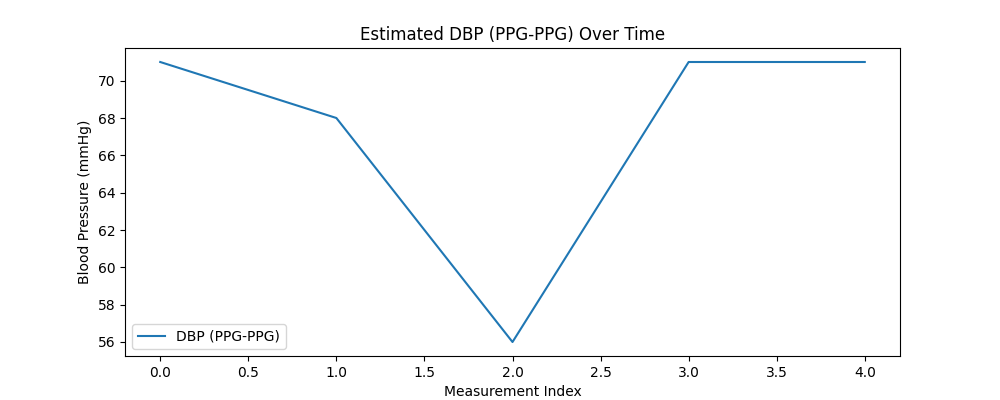 Estimated DBP (PPG-PPG) Over Time
Blood Pressure (mmHg)
70
68
66
64
62
60
58
56
DBP (PPG-PPG)
0.0 0.5 1.0 1.5 2.0 2.5 3.0 3.5 4.0
Measurement Index